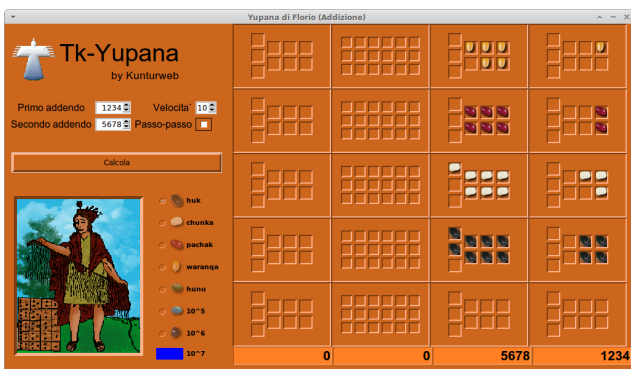 Yupana di Florio (Addizione)
Tk-Yupana
by Kunturweb
Primo addendo 1234 Velocita` 10
Secondo addendo 5678 Passo-passo
Calcola
huk
chunka
pachak
waranqa
hunu
10^5
10^6
10^7
0 0 5678 1234